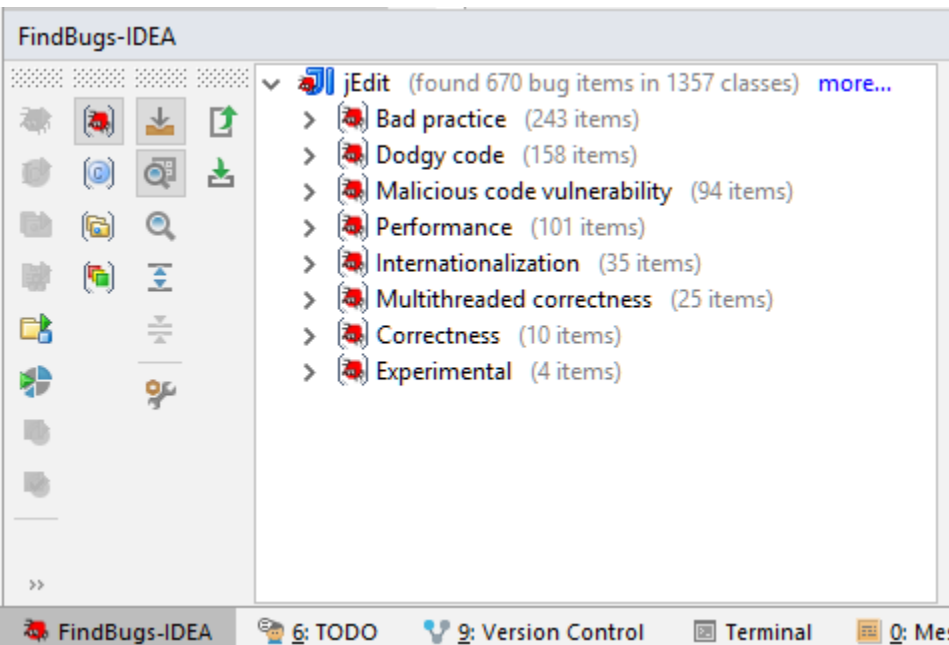 FindBugs-IDEA
jEdit (found 670 bug items in 1357 classes) more...
Bad practice (243 items)
Dodgy code (158 items)
Malicious code vulnerability (94 items)
Performance (101 items)
Internationalization (35 items)
Multithreaded correctness (25 items)
Correctness (10 items)
Experimental (4 items)
FindBugs-IDEA 6: TODO 9: Version Control Terminal 0: Mes